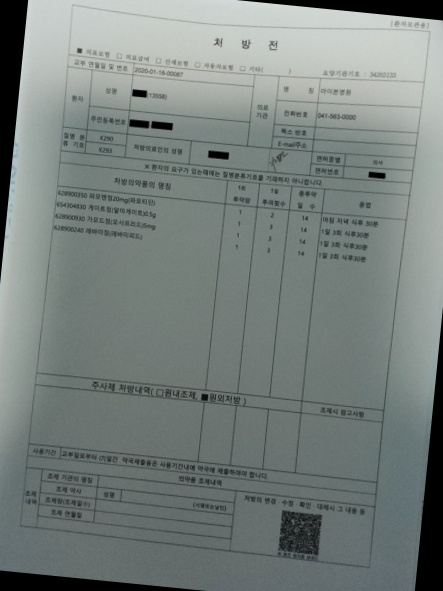 [환자보관용]
처 방 전
■ 의료보험 □ 의료급여 □ 산재보험 □ 자동차보험 □ 기타( ) 요양기관기호 :
교부 연월일 및 번호 2020-01-18-00087
환자 성명 (13558)
주민등록번호
의료기관 명 칭
전화번호 041-563-0000
팩스 번호
E-mail주소
질병 분류 기호 K290
K293
처방의료인의 성명
면허종별 의사
면허번호
※ 환자의 요구가 있는때에는 질병분류기호를 기재하지 아니합니다.
처방의약품의 명칭 1회 투약량 1일 투여횟수 총투약일 수 용법
628900350 파모텐정20mg(파모티딘) 1 2 14 아침 저녁 식후 30분
654304830 게이트정(알마게이트)0.5g 1 3 14 1일 3회 식후30분
628900930 가모드정(모사프리드)5mg 1 3 14 1일 3회 식후30분
628900240 레바미정(레바미피드) 1 3 14 1일 3회 식후30분
주사제 처방내역( □원내조제, ■원외처방 ) 조제시 참고사항
사용기간 교부일로부터 (7)일간 약국제출용은 사용기간내에 약국에 제출하여야 합니다.
의약품 조제내역
조제내역 조제 기관의 명칭
조제 약사 성명 (서명또는날인)
조제량(조제일수)
조제 연월일
처방의 변경 수정 확인 대체시 그 내용 등